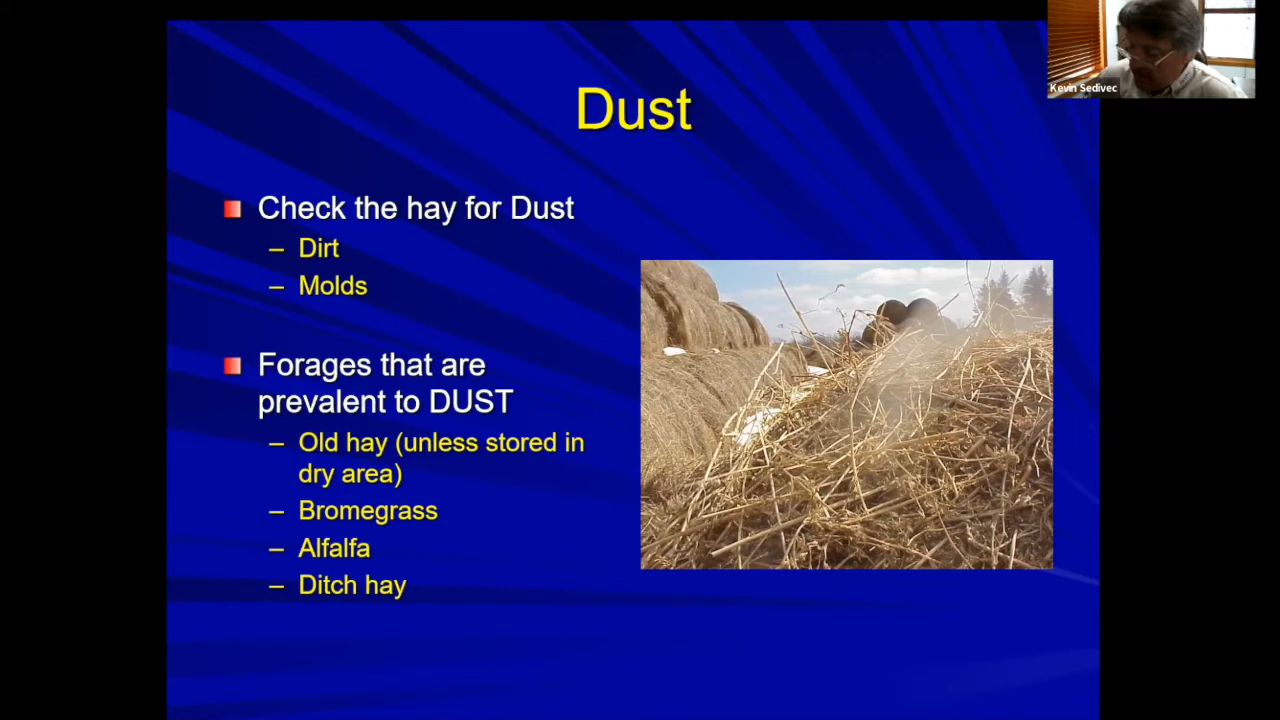 Dust
Kevin Sedivec
Check the hay for Dust
– Dirt
– Molds
Forages that are
prevalent to DUST
– Old hay (unless stored in
dry area)
– Bromegrass
– Alfalfa
– Ditch hay